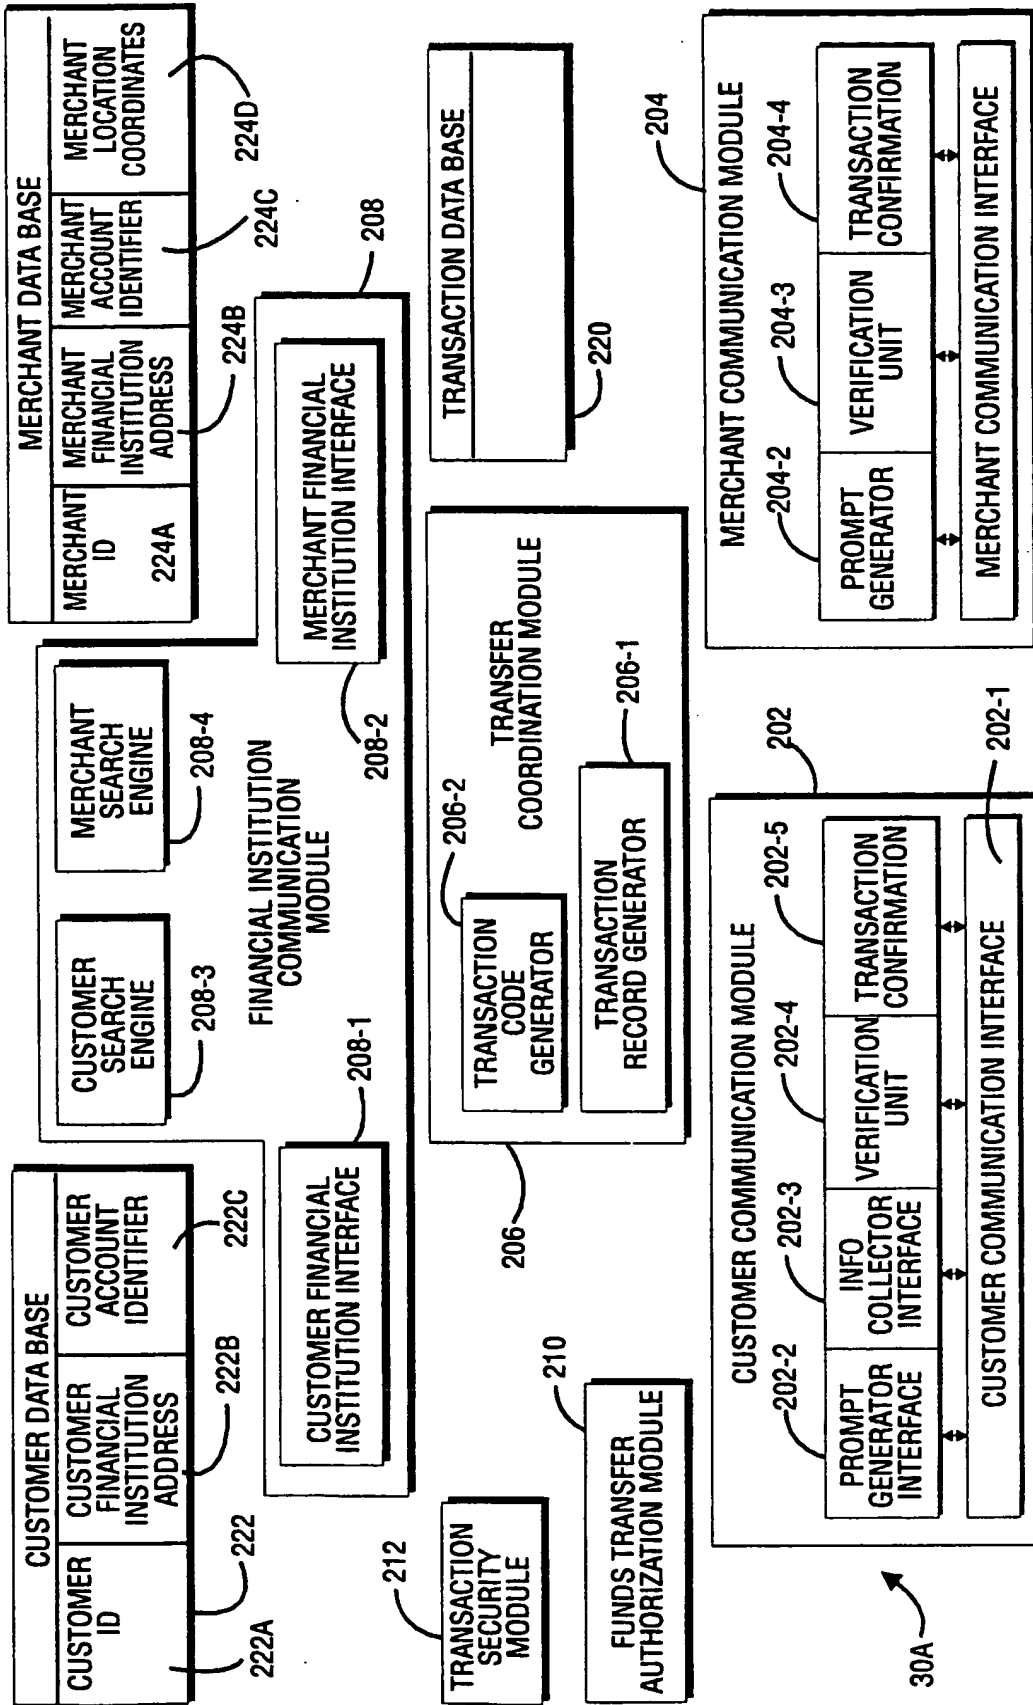 CUSTOMER DATA BASE
CUSTOMER
ID
CUSTOMER
FINANCIAL
INSTITUTION
ADDRESS
CUSTOMER
ACCOUNT
IDENTIFIER
222A
222
222B
222C
MERCHANT DATA BASE
MERCHANT
ID
224A
MERCHANT
FINANCIAL
INSTITUTION
ADDRESS
MERCHANT
ACCOUNT
IDENTIFIER
MERCHANT
LOCATION
COORDINATES
224B
224C
224D
CUSTOMER
SEARCH
ENGINE
208-3
MERCHANT
SEARCH
ENGINE
208-4
FINANCIAL INSTITUTION
COMMUNICATION
MODULE
208
CUSTOMER FINANCIAL
INSTITUTION INTERFACE
208-1
MERCHANT FINANCIAL
INSTITUTION INTERFACE
208-2
TRANSACTION
SECURITY
MODULE
212
FUNDS TRANSFER
AUTHORIZATION MODULE
210
206
TRANSACTION
CODE
GENERATOR
206-2
TRANSFER
COORDINATION MODULE
TRANSACTION
RECORD GENERATOR
206-1
TRANSACTION DATA BASE
220
30A
CUSTOMER COMMUNICATION MODULE
202
202-2
202-3
202-4
202-5
PROMPT
GENERATOR
INTERFACE
INFO
COLLECTOR
INTERFACE
VERIFICATION
UNIT
TRANSACTION
CONFIRMATION
CUSTOMER COMMUNICATION INTERFACE
202-1
MERCHANT COMMUNICATION MODULE
204
204-2
204-3
204-4
PROMPT
GENERATOR
VERIFICATION
UNIT
TRANSACTION
CONFIRMATION
MERCHANT COMMUNICATION INTERFACE